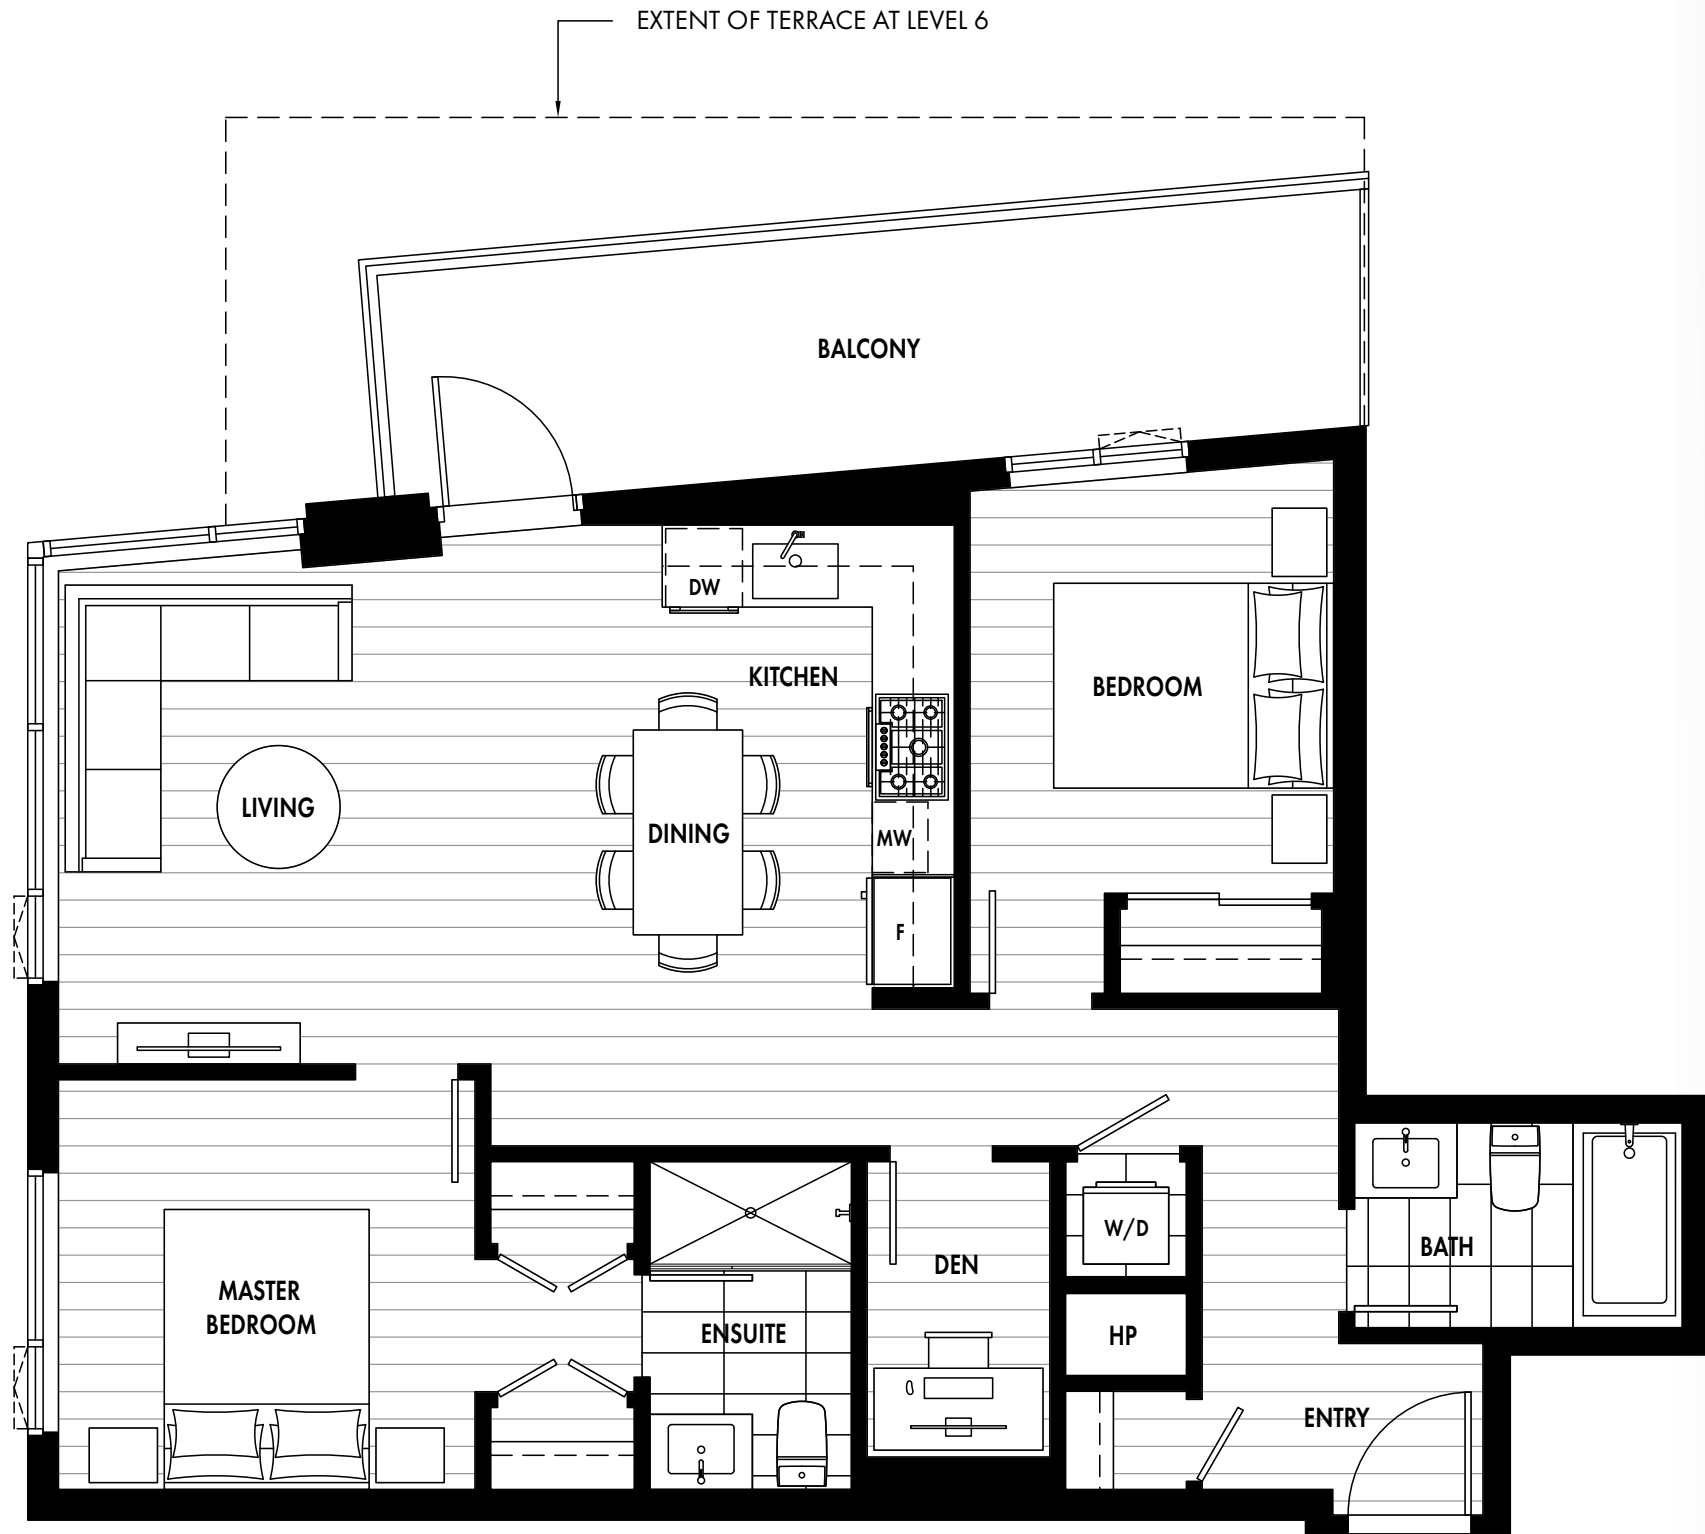 EXTENT OF TERRACE AT LEVEL 6
BALCONY
DW
KITCHEN
BEDROOM
LIVING
DINING
MW
F
W/D
BATH
DEN
MASTER
BEDROOM
ENSUITE
HP
ENTRY